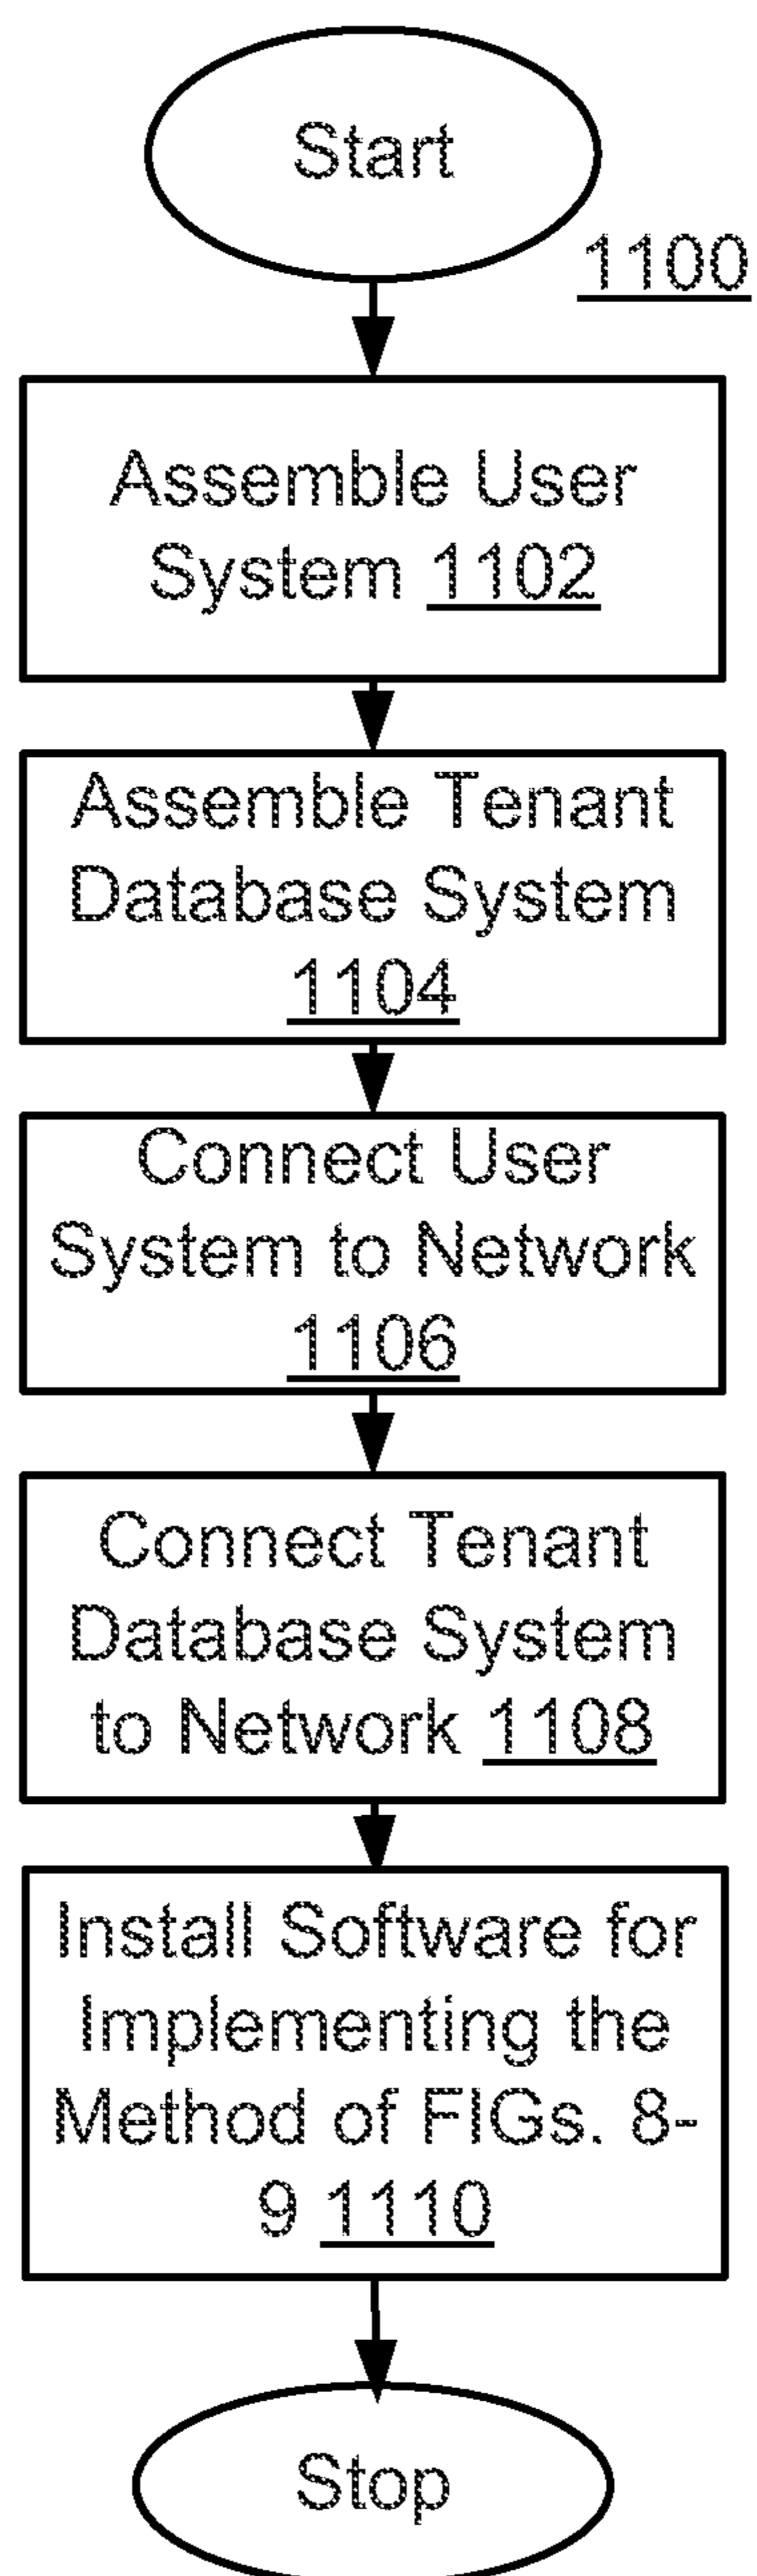 Start
1100
Assemble User
System 1102
Assemble Tenant
Database System
1104
Connect User
System to Network
1106
Connect Tenant
Database System
to Network 1108
Install Software for
Implementing the
Method of FIGs. 8-
9 1110
Stop